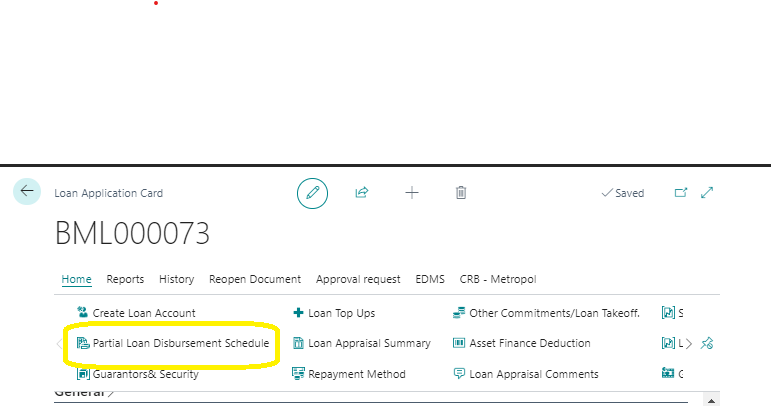 Loan Application Card
Saved
BML000073
Home Reports History Reopen Document Approval request EDMS CRB - Metropol
Create Loan Account Loan Top Ups Other Commitments/Loan Takeoff. S
Partial Loan Disbursement Schedule Loan Appraisal Summary Asset Finance Deduction L
Guarantors& Security Repayment Method Loan Appraisal Comments
General